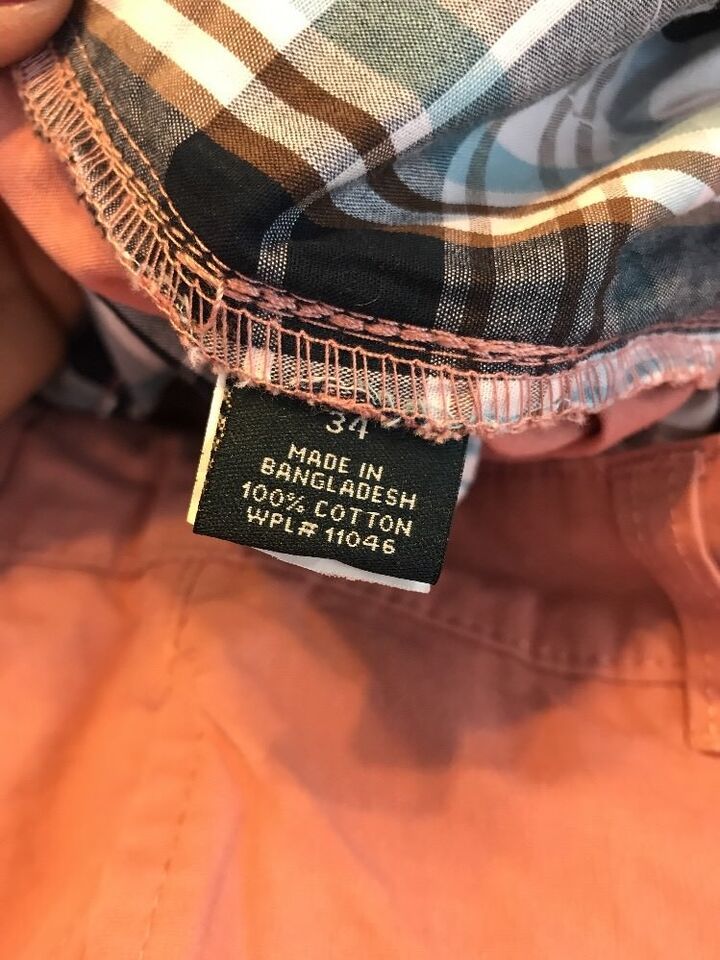 34
MADE IN
BANGLADESH
100% COTTON
WPL# 11046